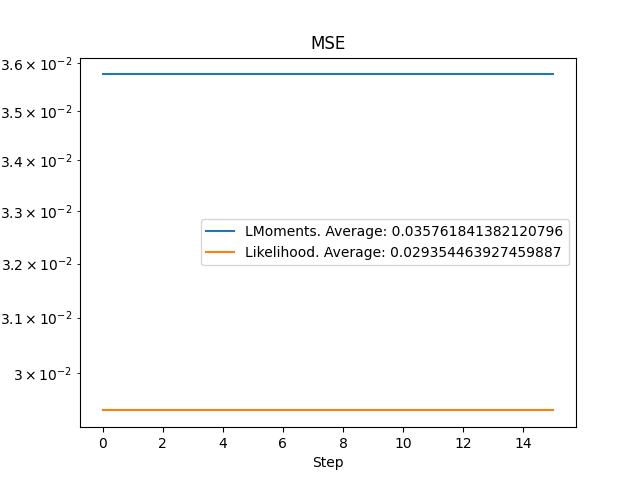 MSE
3.6 × 10⁻²
3.5 × 10⁻²
3.4 × 10⁻²
3.3 × 10⁻²
3.2 × 10⁻²
3.1 × 10⁻²
3 × 10⁻²
LMoments. Average: 0.035761841382120796
Likelihood. Average: 0.029354463927459887
0 2 4 6 8 10 12 14
Step